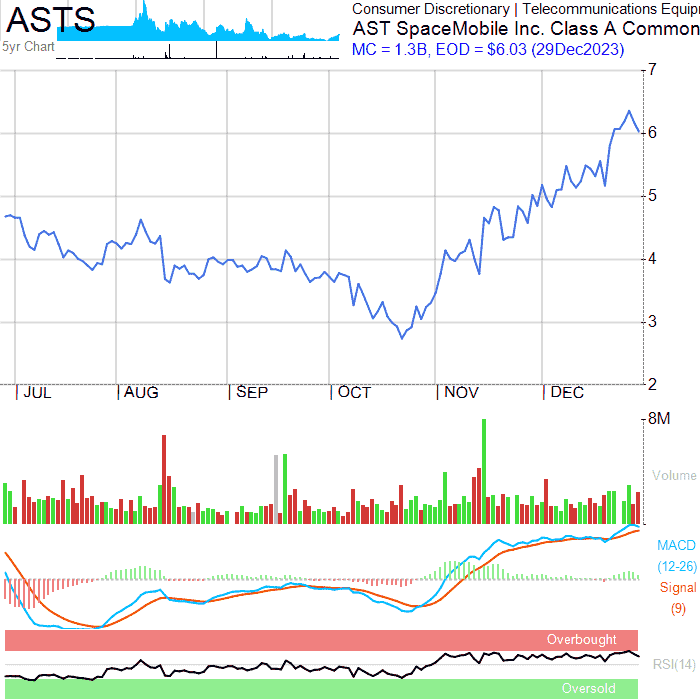 ASTS
5yr Chart
Consumer Discretionary | Telecommunications Equip
AST SpaceMobile Inc. Class A Common
MC = 1.3B, EOD = $6.03 (29Dec2023)
7
6
5
4
3
2
JUL AUG SEP OCT NOV DEC
8M
Volume
MACD
(12-26)
Signal
(9)
Overbought
RSI(14)
Oversold